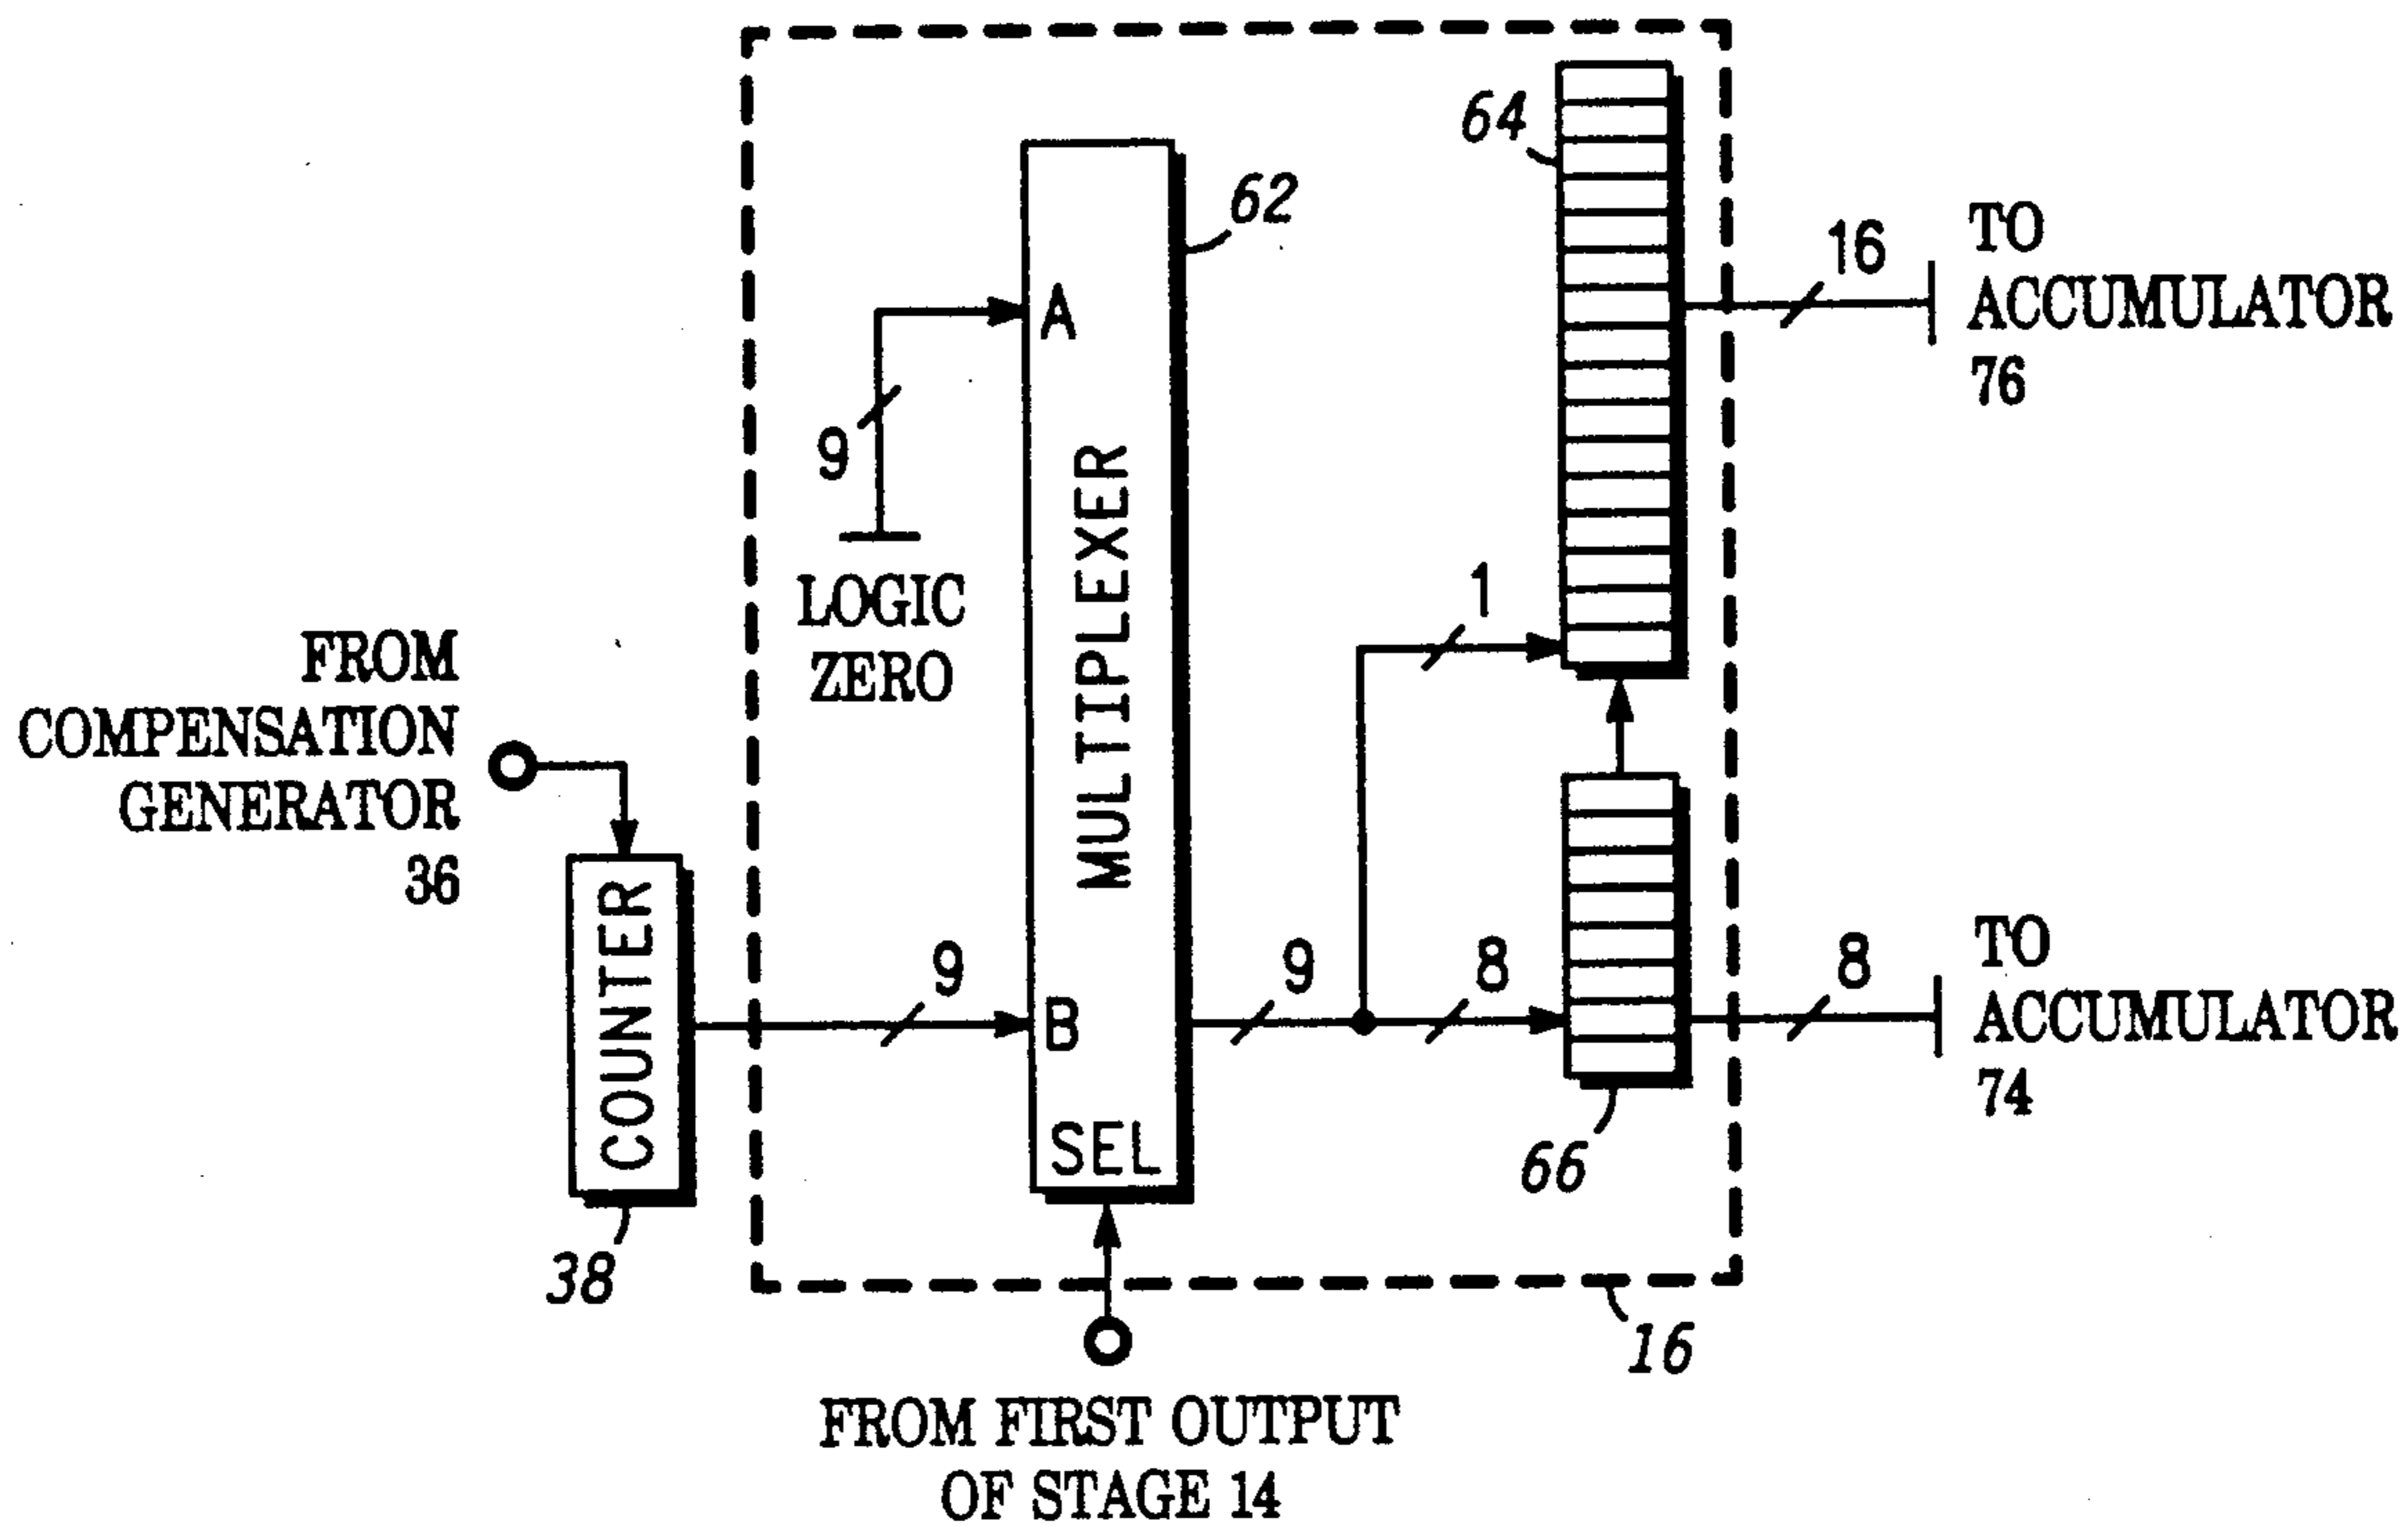 64
62
16
TO
ACCUMULATOR
76
A
9
LOGIC
ZERO
MULTIPLEXER
1
FROM
COMPENSATION
GENERATOR
36
COUNTER
38
9
B
SEL
9
8
8
TO
ACCUMULATOR
74
66
16
FROM FIRST OUTPUT
OF STAGE 14